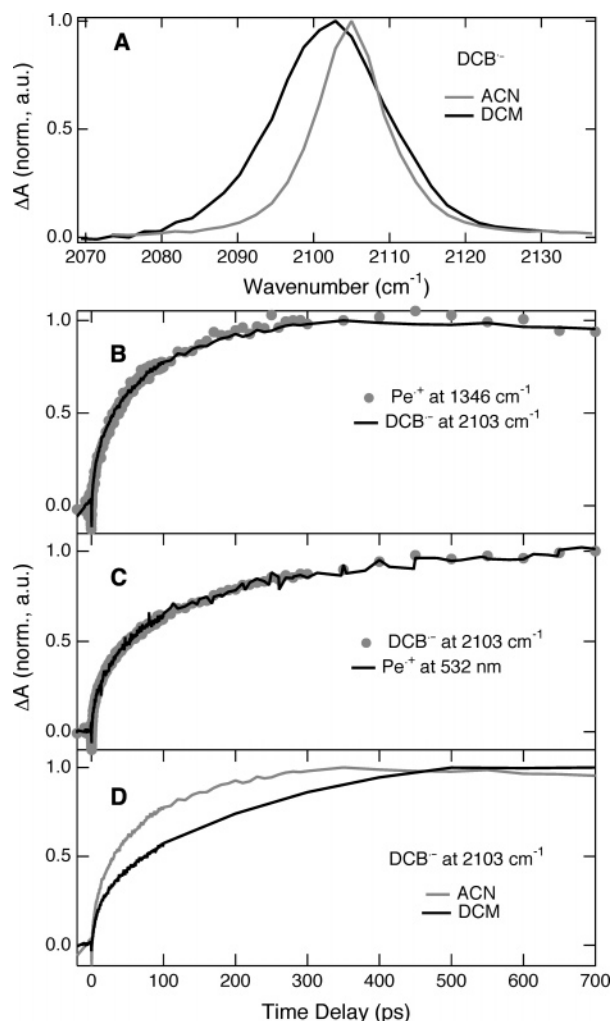 A
DCB·−
ACN
DCM
ΔA (norm., a.u.)
1.0
0.5
0.0
2070 2080 2090 2100 2110 2120 2130
Wavenumber (cm-1)
B
1.0
0.5
0.0
Pe·+ at 1346 cm-1
DCB·− at 2103 cm-1
C
ΔA (norm., a.u.)
1.0
0.5
0.0
DCB·− at 2103 cm-1
Pe·+ at 532 nm
D
1.0
0.5
0.0
DCB·− at 2103 cm-1
ACN
DCM
0 100 200 300 400 500 600 700
Time Delay (ps)